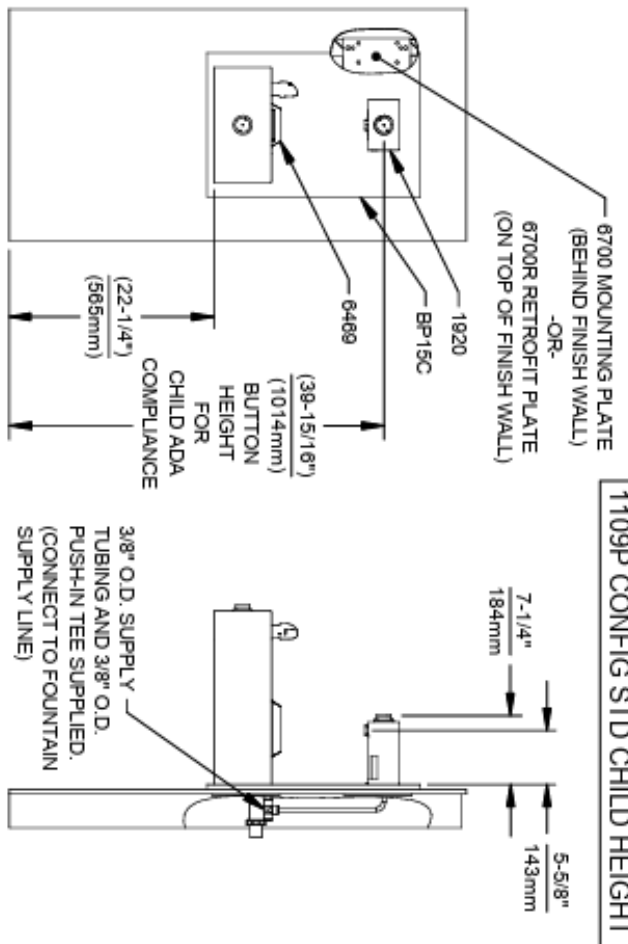 1109P CONFIG STD CHILD HEIGHT
6700 MOUNTING PLATE
(BEHIND FINISH WALL)
-OR-
6700R RETROFIT PLATE
(ON TOP OF FINISH WALL)
1920
BP15C
6469
(39-15/16")
(1014mm)
BUTTON
HEIGHT
FOR
CHILD ADA
COMPLIANCE
(22-1/4")
(565mm)
7-1/4"
184mm
5-5/8"
143mm
3/8" O.D. SUPPLY
TUBING AND 3/8" O.D.
PUSH-IN TEE SUPPLIED.
(CONNECT TO FOUNTAIN
SUPPLY LINE)